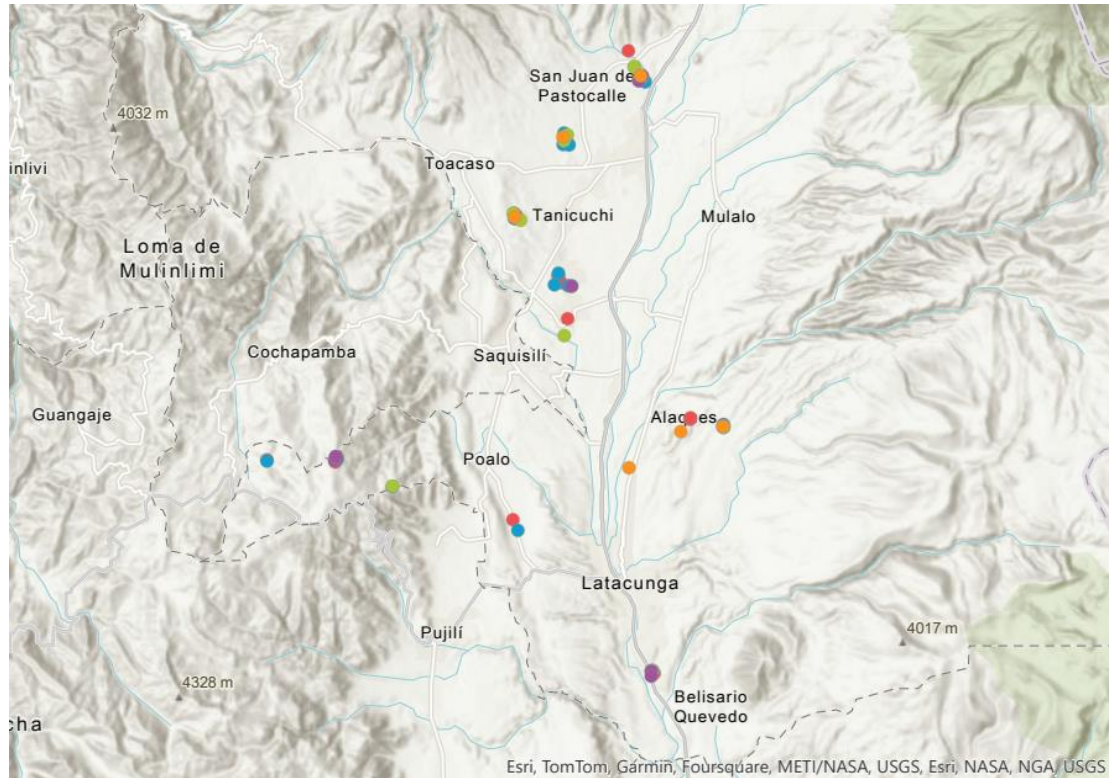 San Juan de
Pastocalle
4032 m
inlivi
Toacaso
Tanicuchi
Mulalo
Loma de
Mulinlimi
Cochapamba
Saquisilí
Guangaje
Poalo
Latacunga
Pujilí
4017 m
4328 m
Belisario
Quevedo
cha
Esri, TomTom, Garmin, Foursquare, METI/NASA, USGS, Esri, NASA, NGA, USGS